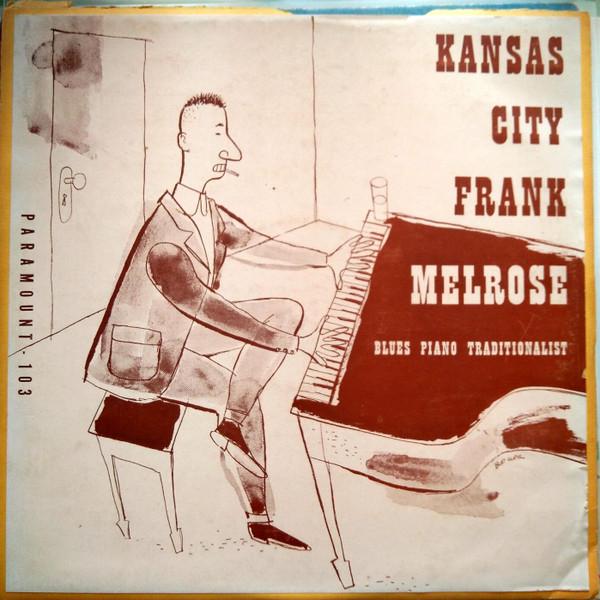 KANSAS
CITY
FRANK
MELROSE
BLUES PIANO TRADITIONALIST
PARAMOUNT - 103